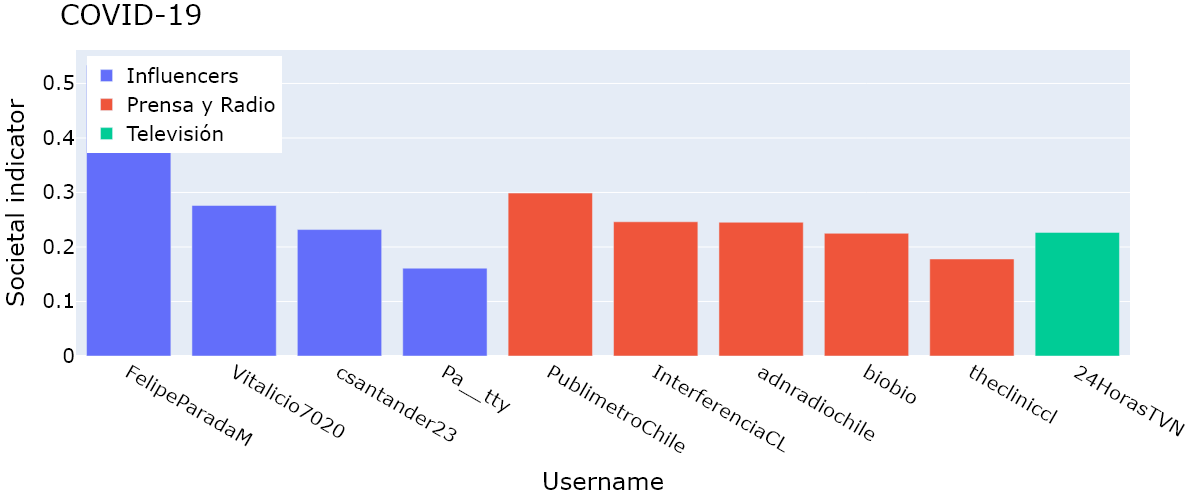 COVID-19
Influencers
Prensa y Radio
Televisión
Societal indicator
0.5
0.4
0.3
0.2
0.1
0
FelipeParadaM
Vitalicio7020
csantander23
Pa__tty
PublimetroChile
InterferenciaCL
adnradiochile
biobio
thecliniccl
24HorasTVN
Username